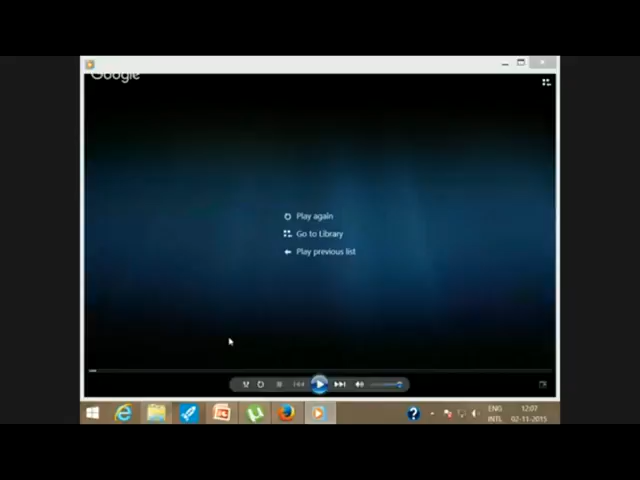 Google
Play again
Go to Library
Play previous list
ENG 12:07
INTL 02-11-2015